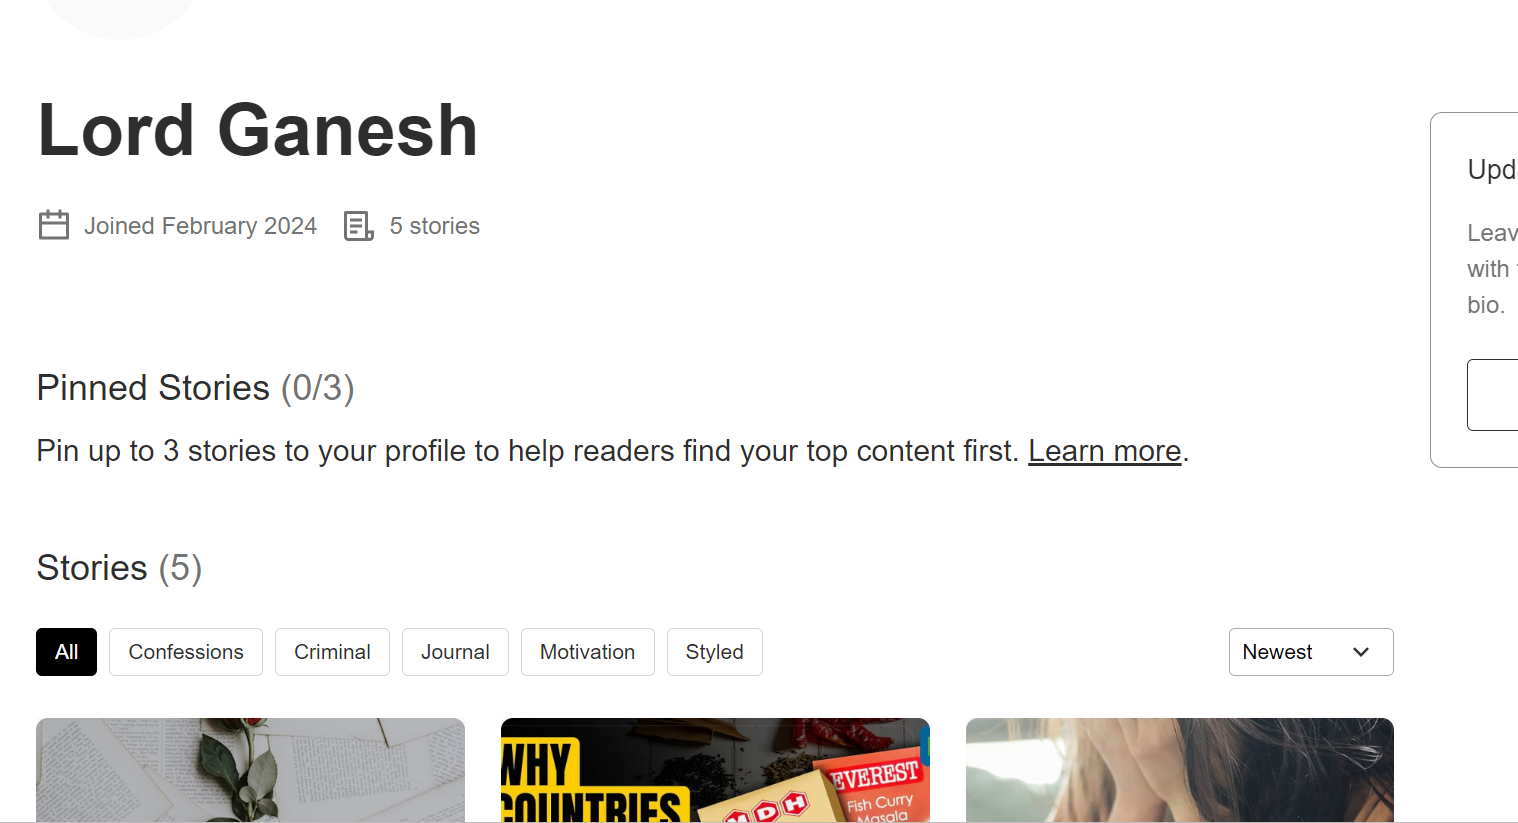 Lord Ganesh
Joined February 2024
5 stories
Pinned Stories (0/3)
Pin up to 3 stories to your profile to help readers find your top content first. Learn more.
Stories (5)
All
Confessions
Criminal
Journal
Motivation
Styled
Newest
WHY
COUNTRIES
MDH
EVEREST
Fish Curry
Masala
with
bio.